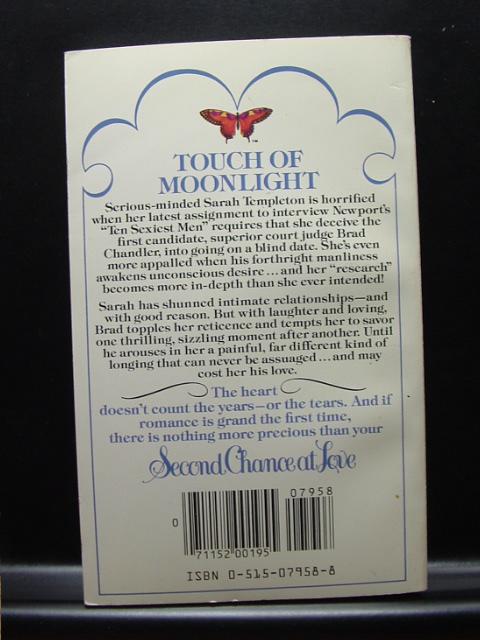 ™
TOUCH OF
MOONLIGHT
Serious-minded Sarah Templeton is horrified
when her latest assignment to interview Newport's
"Ten Sexiest Men" requires that she deceive the
first candidate, superior court judge Brad
Chandler, into going on a blind date. She's even
more appalled when his forthright manliness
awakens unconscious desire...and her "research"
becomes more in-depth than she ever intended!
Sarah has shunned intimate relationships—and
with good reason. But with laughter and loving,
Brad topples her reticence and tempts her to savor
one thrilling, sizzling moment after another. Until
he arouses in her a painful, far different kind of
longing that can never be assuaged...and may
cost her his love.
The heart
doesn't count the years—or the tears. And if
romance is grand the first time,
there is nothing more precious than your
Second Chance at Love
07958
0
71152 00195
ISBN 0-515-07958-8